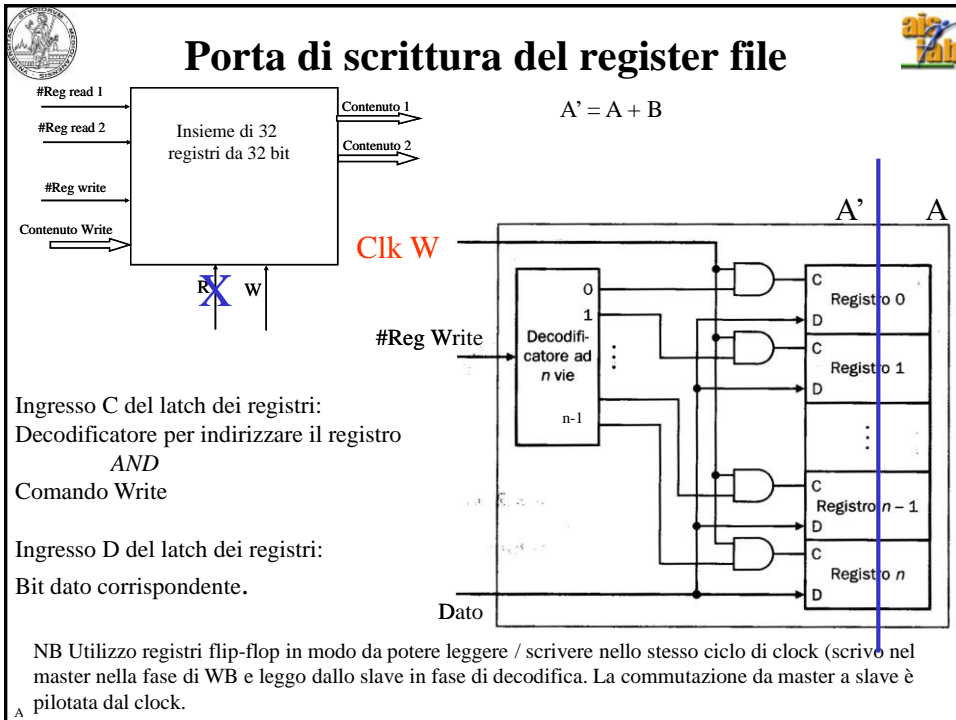 Porta di scrittura del register file
#Reg read 1
#Reg read 2
#Reg write
Contenuto Write
Insieme di 32
registri da 32 bit
Contenuto 1
Contenuto 2
R
X
W
A' = A + B
A' A
Clk W
#Reg Write
Decodifi-
catore ad
n vie
0
1
⋮
n-1
C
Registro 0
D
C
Registro 1
D
⋮
C
Registro n – 1
D
C
Registro n
D
Dato
Ingresso C del latch dei registri:
Decodificatore per indirizzare il registro
AND
Comando Write
Ingresso D del latch dei registri:
Bit dato corrispondente.
NB Utilizzo registri flip-flop in modo da potere leggere / scrivere nello stesso ciclo di clock (scrivo nel
master nella fase di WB e leggo dallo slave in fase di decodifica. La commutazione da master a slave è
pilotata dal clock.
A